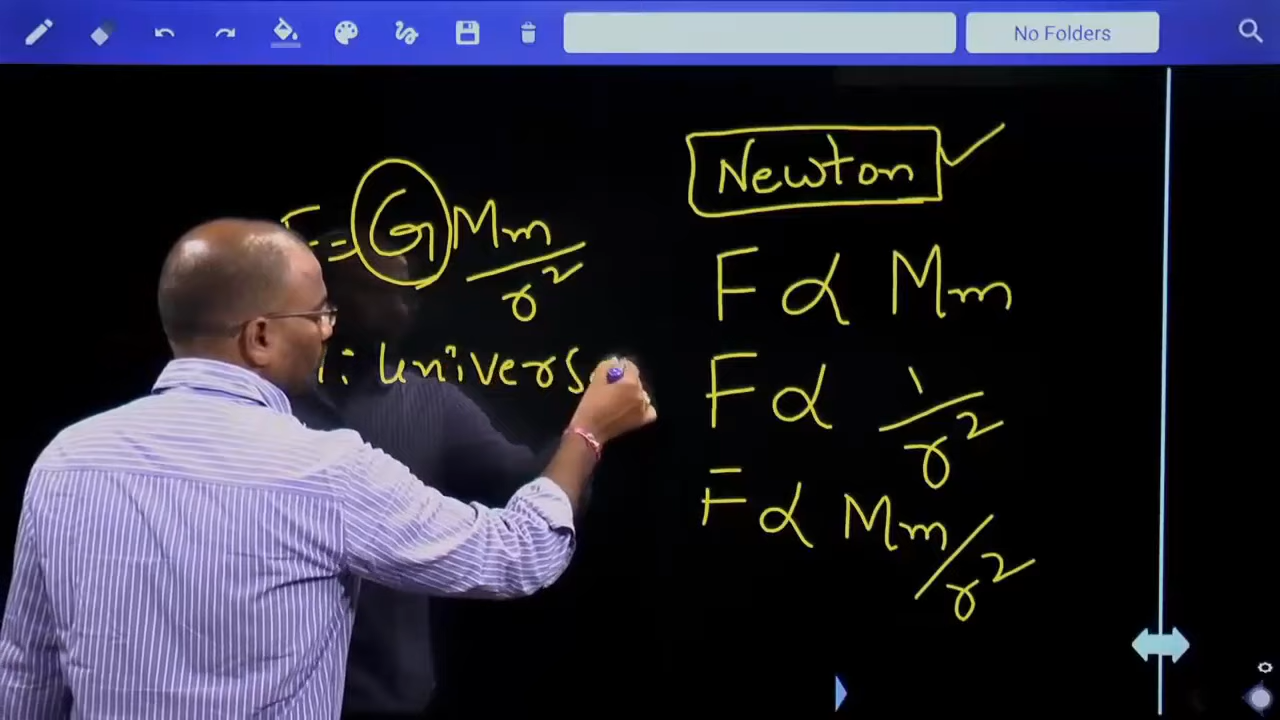 No Folders
Newton
F = G Mm/r²
F ∝ Mm
: Univers
F ∝ 1/r²
F ∝ Mm/r²